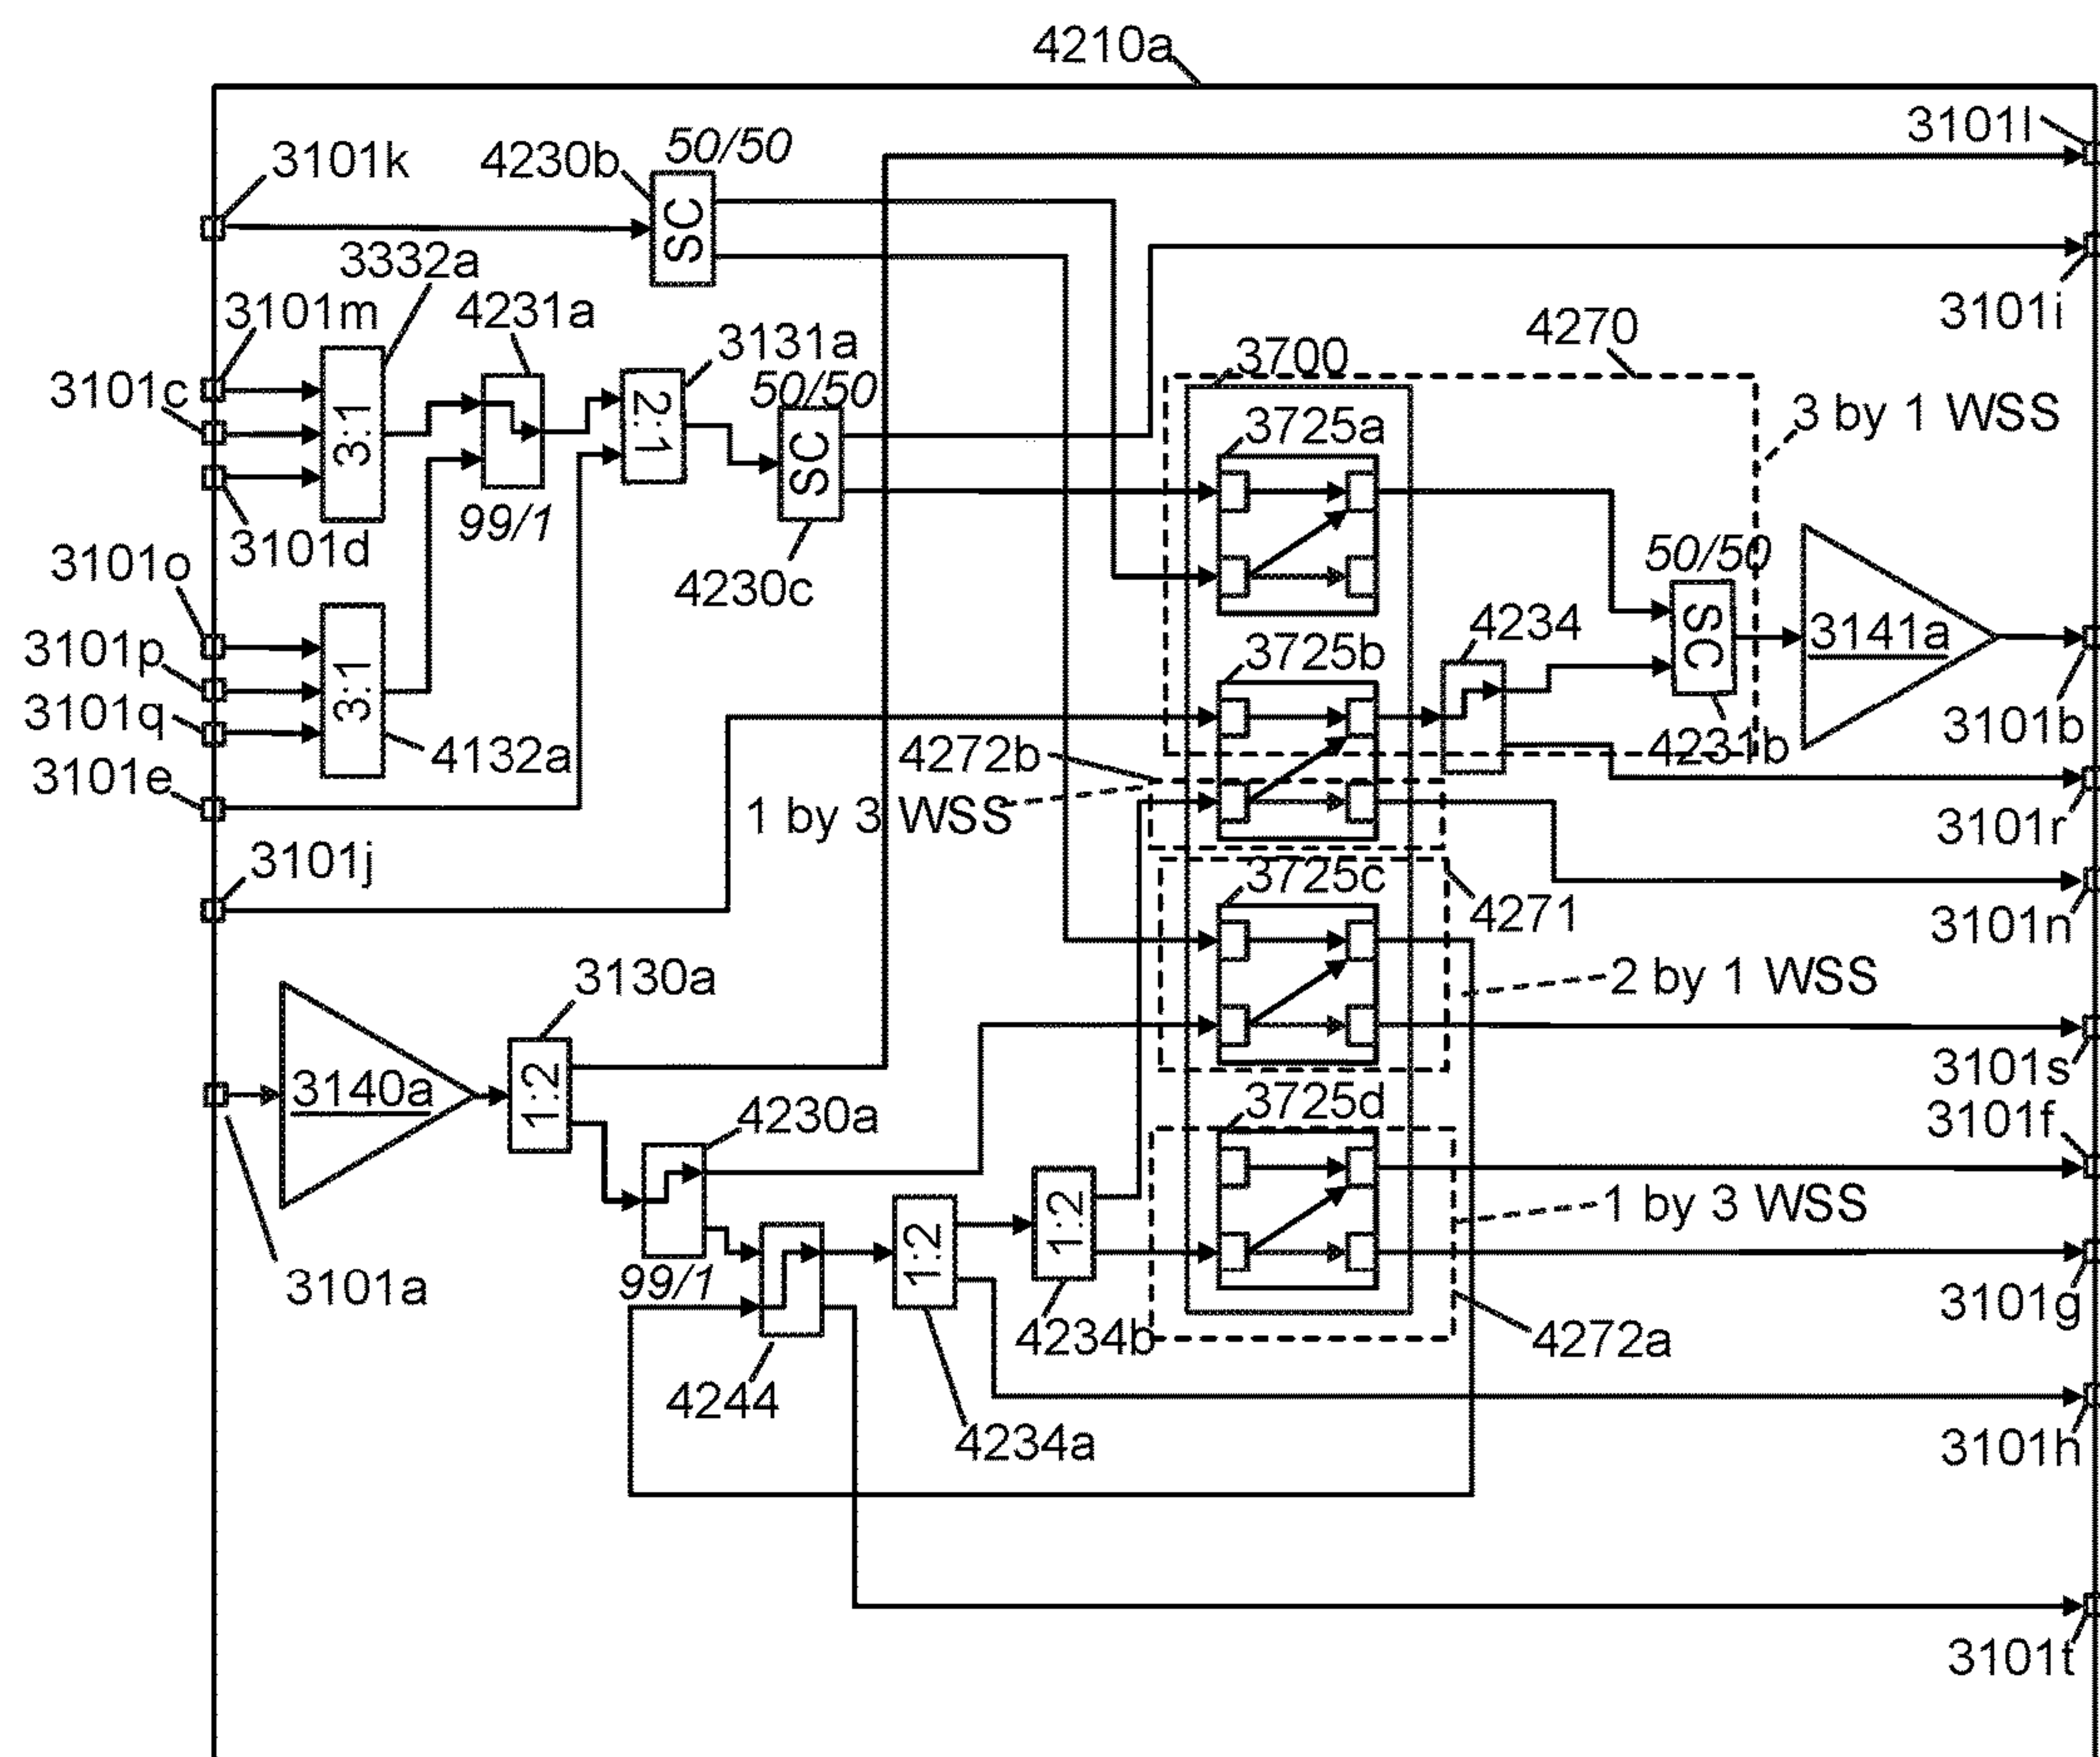 4210a
3101l
3101k
4230b
50/50
SC
3101i
3332a
3101m
4231a
3131a
50/50
3101c
3:1
2:1
SC
99/1
3101d
4230c
4270
3700
3 by 1 WSS
3725a
50/50
SC
3141a
3101b
3101o
3101p
3101q
3:1
4132a
3725b
4234
4231b
3101e
4272b
1 by 3 WSS
3101r
3101j
3725c
4271
3101n
2 by 1 WSS
3130a
3140a
1:2
3101s
3101a
4230a
99/1
3725d
3101f
1:2
1:2
1 by 3 WSS
3101g
4234b
4272a
4244
4234a
3101h
3101t